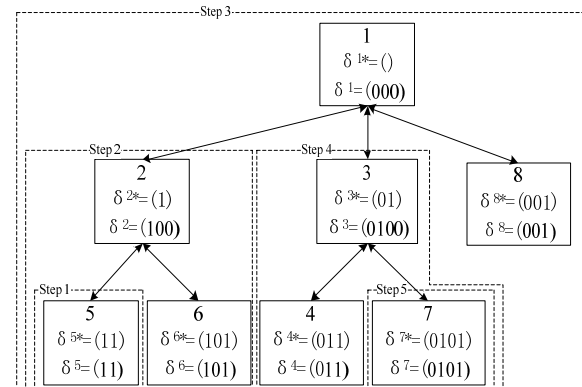 Step 3
1
δ 1*= ()
δ 1= (000)
Step 2
Step 4
2
δ 2*= (1)
δ 2= (100)
3
δ 3*= (01)
δ 3= (0100)
8
δ 8*= (001)
δ 8= (001)
Step 1
Step 5
5
δ 5*= (11)
δ 5= (11)
6
δ 6*= (101)
δ 6= (101)
4
δ 4*= (011)
δ 4= (011)
7
δ 7*= (0101)
δ 7= (0101)